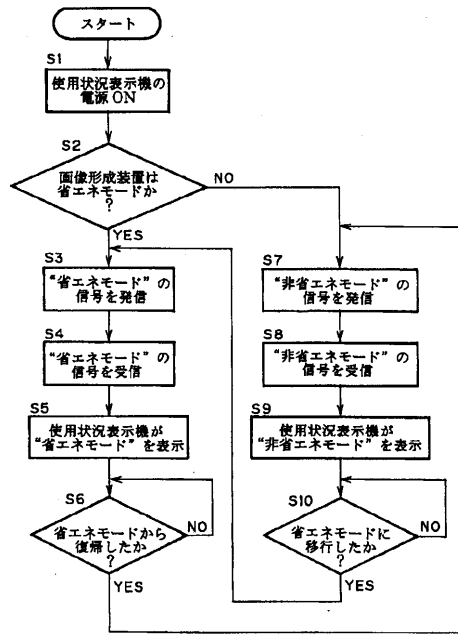 スタート
S1
使用状況表示機の
電源ON
S2
画像形成装置は
省エネモードか
?
NO
YES
S3
“省エネモード”の
信号を発信
S4
“省エネモード”の
信号を受信
S5
使用状況表示機が
“省エネモード”を表示
S6
省エネモードから
復帰したか
?
NO
YES
S7
“非省エネモード”の
信号を発信
S8
“非省エネモード”の
信号を受信
S9
使用状況表示機が
“非省エネモード”を表示
S10
省エネモードに
移行したか
?
NO
YES